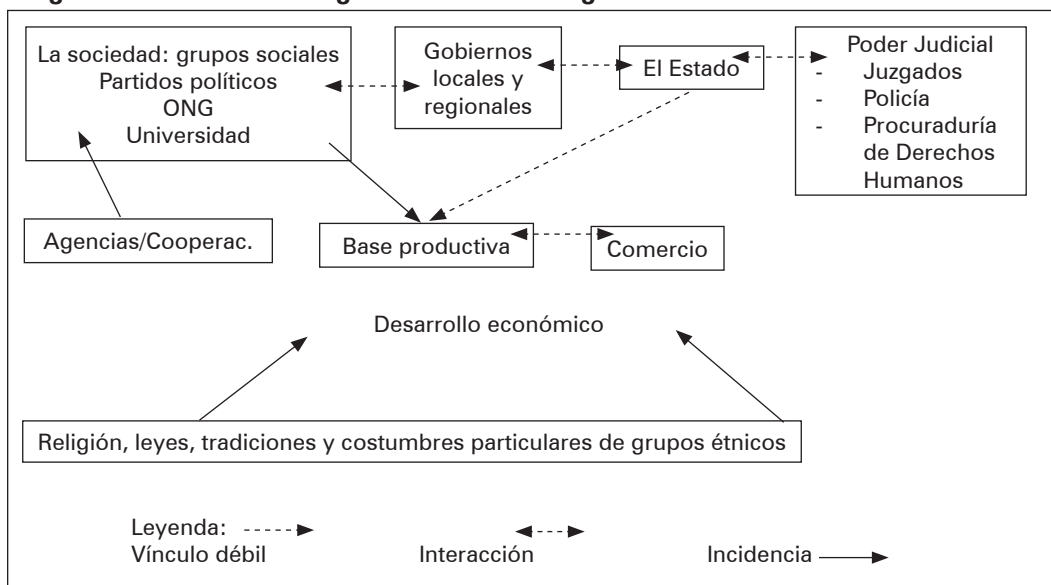 La sociedad: grupos sociales
Partidos políticos
ONG
Universidad
Gobiernos
locales y
regionales
El Estado
Poder Judicial
- Juzgados
- Policía
- Procuraduría
de Derechos
Humanos
Agencias/Cooperac.
Base productiva
Comercio
Desarrollo económico
Religión, leyes, tradiciones y costumbres particulares de grupos étnicos
Leyenda:
Vínculo débil
Interacción
Incidencia